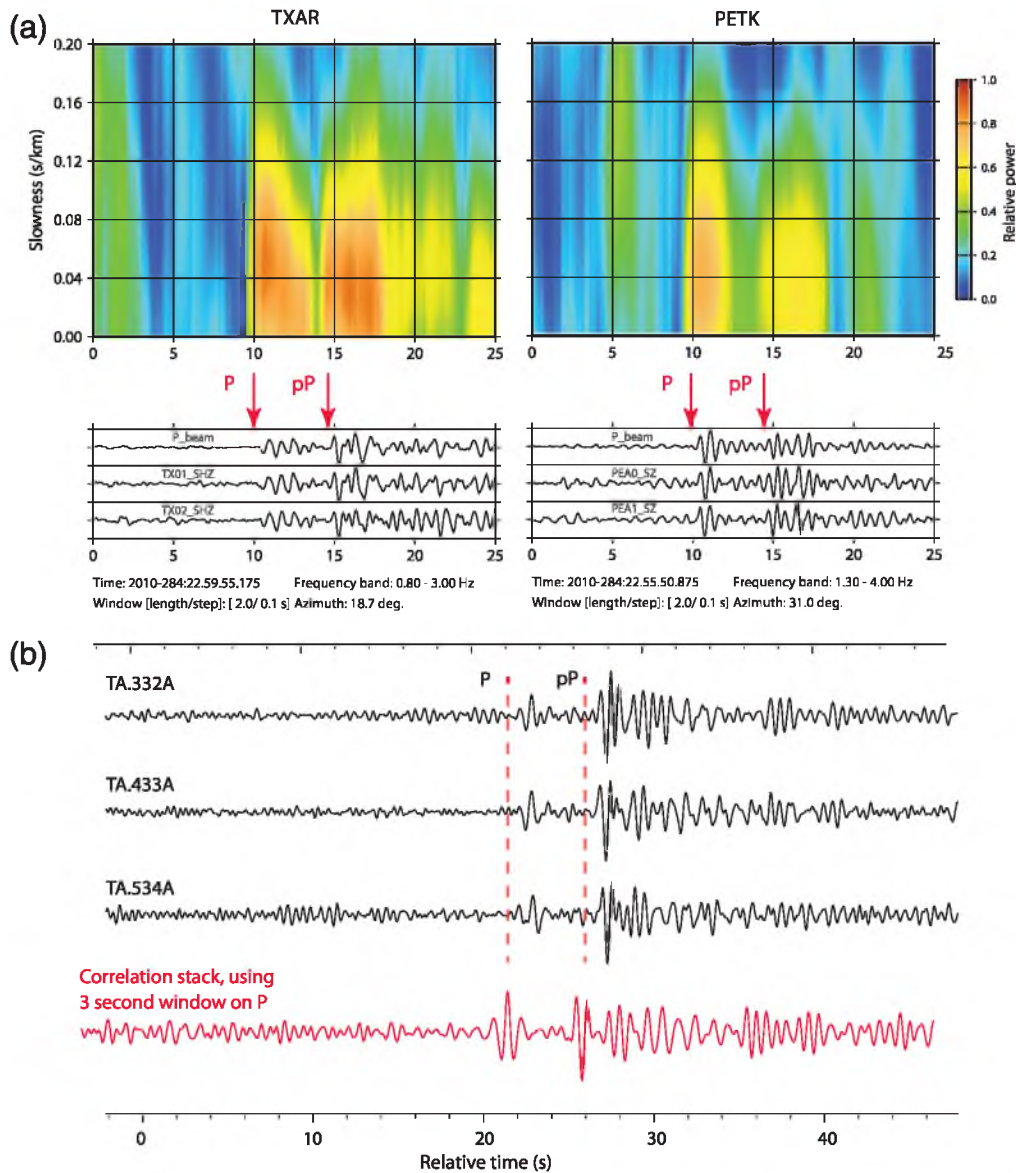 (a)
TXAR
PETK
0.20
0.16
0.12
0.08
0.04
0.00
Slowness (s/km)
0 5 10 15 20 25
0 5 10 15 20 25
1.0
0.8
0.6
0.4
0.2
0.0
Relative power
P pP
P pP
P_beam
TX01_SHZ
TX02_SHZ
0 5 10 15 20 25
P_beam
PEA0_SZ
PEA1_SZ
0 5 10 15 20 25
Time: 2010-284:22.59.55.175 Frequency band: 0.80 - 3.00 Hz
Window [length/step]: [ 2.0/ 0.1 s] Azimuth: 18.7 deg.
Time: 2010-284:22.55.50.875 Frequency band: 1.30 - 4.00 Hz
Window [length/step]: [ 2.0/ 0.1 s] Azimuth: 31.0 deg.
(b)
P pP
TA.332A
TA.433A
TA.534A
Correlation stack, using
3 second window on P
0 10 20 30 40
Relative time (s)